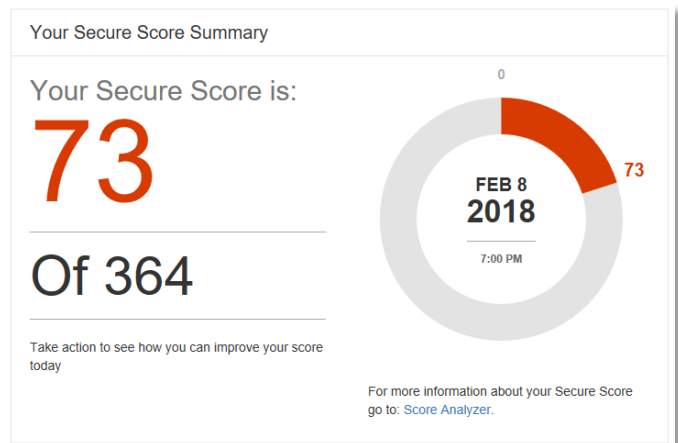 Your Secure Score Summary
Your Secure Score is:
73
Of 364
Take action to see how you can improve your score
today
0
73
FEB 8
2018
7:00 PM
For more information about your Secure Score
go to: Score Analyzer.